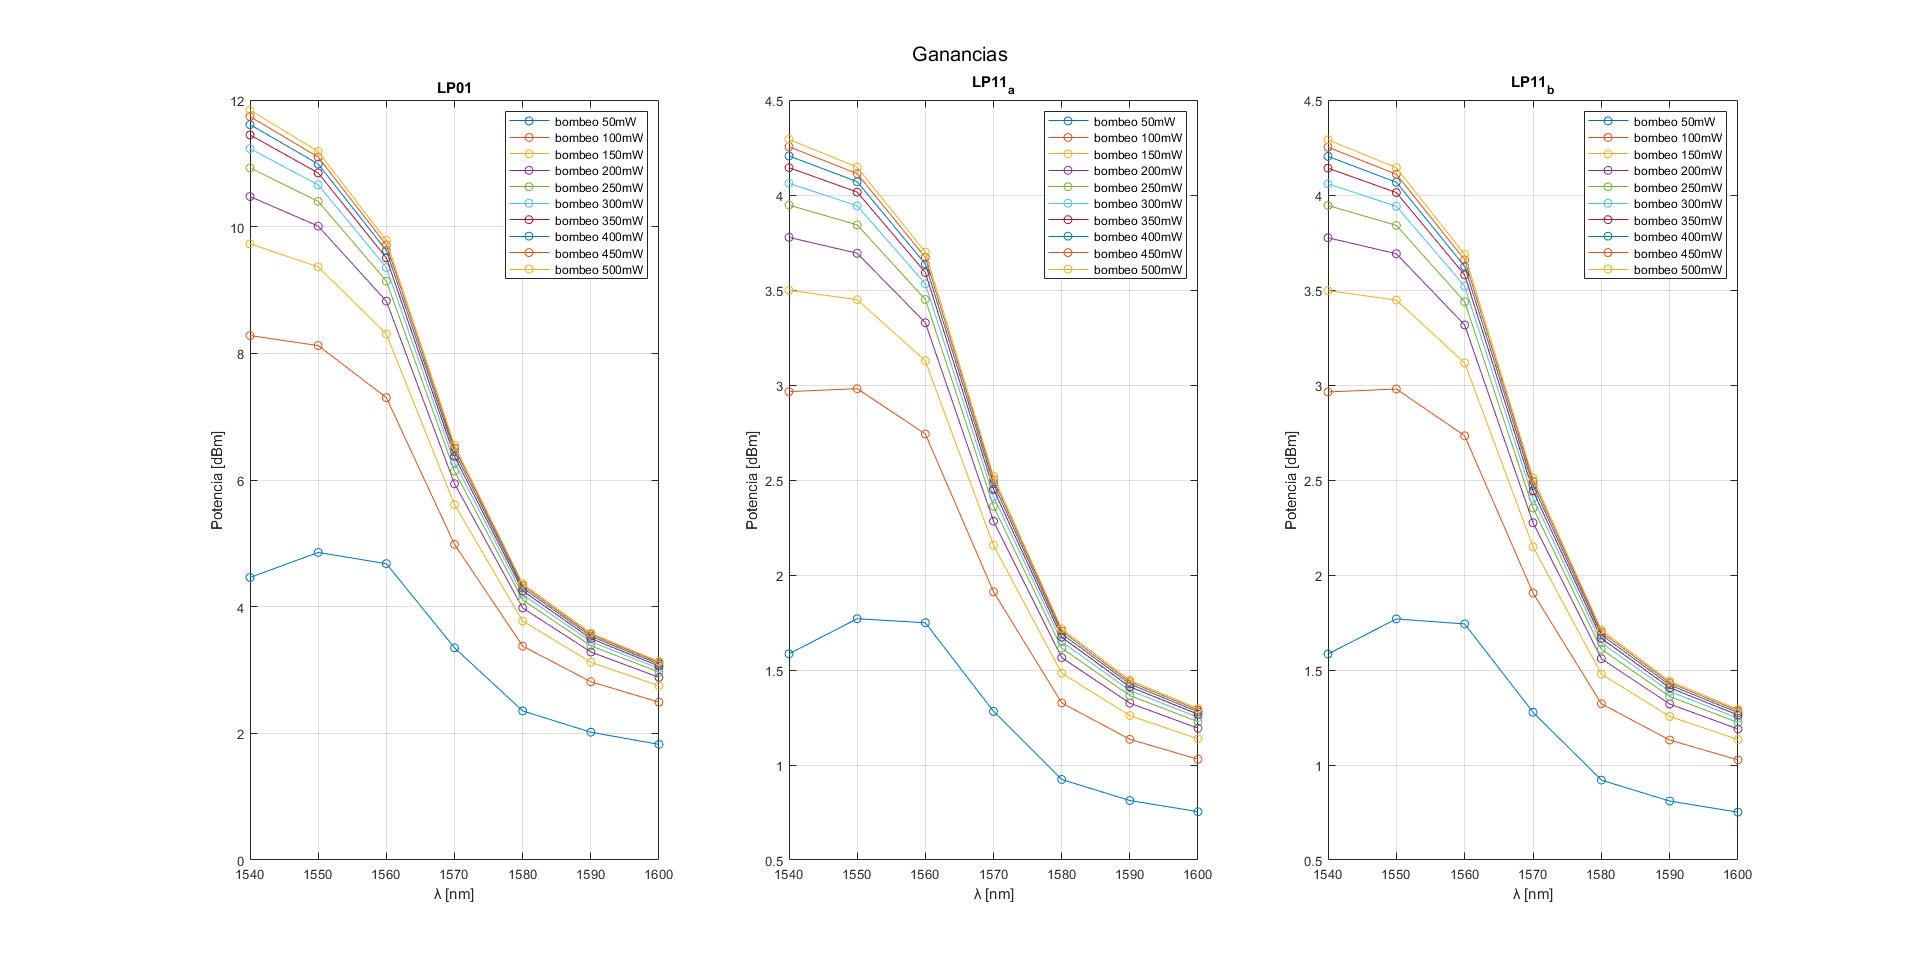 Ganancias
LP01
12
10
8
6
4
2
0
1540 1550 1560 1570 1580 1590 1600
λ [nm]
Potencia [dBm]
bombeo 50mW
bombeo 100mW
bombeo 150mW
bombeo 200mW
bombeo 250mW
bombeo 300mW
bombeo 350mW
bombeo 400mW
bombeo 450mW
bombeo 500mW
LP11a
4.5
4
3.5
3
2.5
2
1.5
1
0.5
1540 1550 1560 1570 1580 1590 1600
λ [nm]
Potencia [dBm]
bombeo 50mW
bombeo 100mW
bombeo 150mW
bombeo 200mW
bombeo 250mW
bombeo 300mW
bombeo 350mW
bombeo 400mW
bombeo 450mW
bombeo 500mW
LP11b
4.5
4
3.5
3
2.5
2
1.5
1
0.5
1540 1550 1560 1570 1580 1590 1600
λ [nm]
Potencia [dBm]
bombeo 50mW
bombeo 100mW
bombeo 150mW
bombeo 200mW
bombeo 250mW
bombeo 300mW
bombeo 350mW
bombeo 400mW
bombeo 450mW
bombeo 500mW